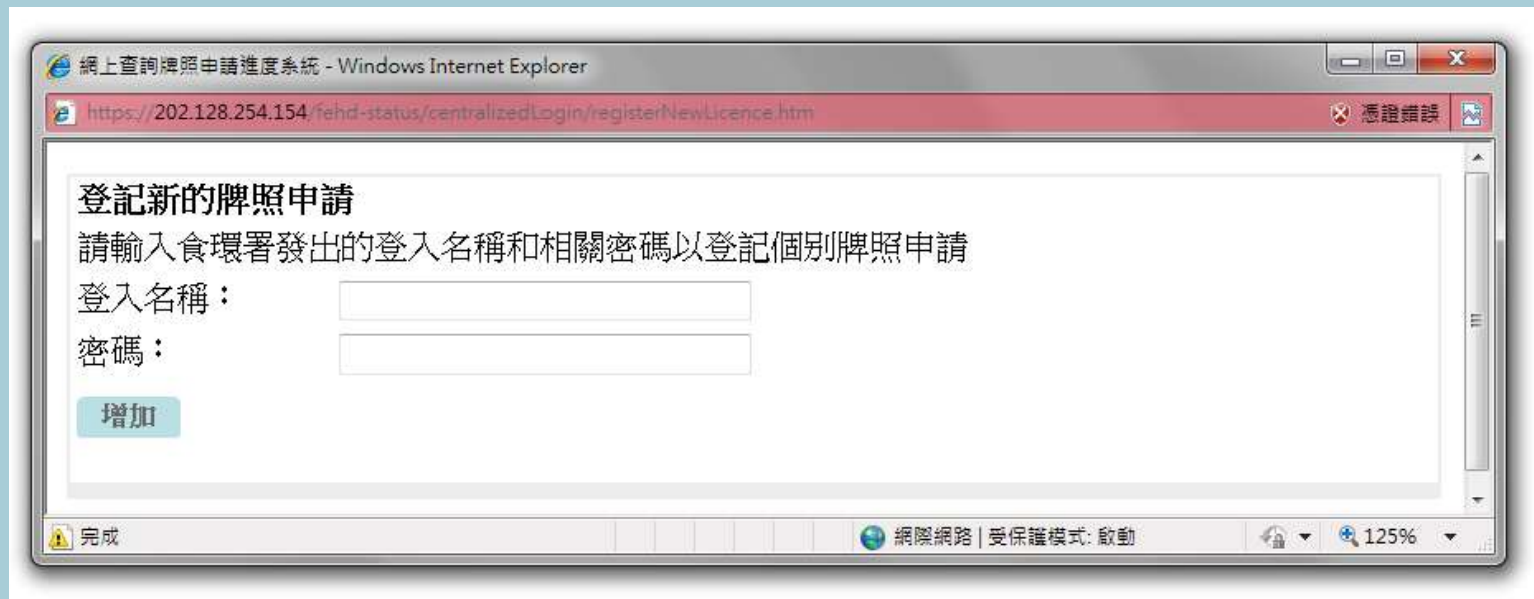 網上查詢牌照申請進度系統 - Windows Internet Explorer
https://202.128.254.154/fehd-status/centralizedLogin/registerNewLicence.htm 憑證錯誤
登記新的牌照申請
請輸入食環署發出的登入名稱和相關密碼以登記個別牌照申請
登入名稱：
密碼：
增加
完成 網際網路 | 受保護模式: 啟動 125%